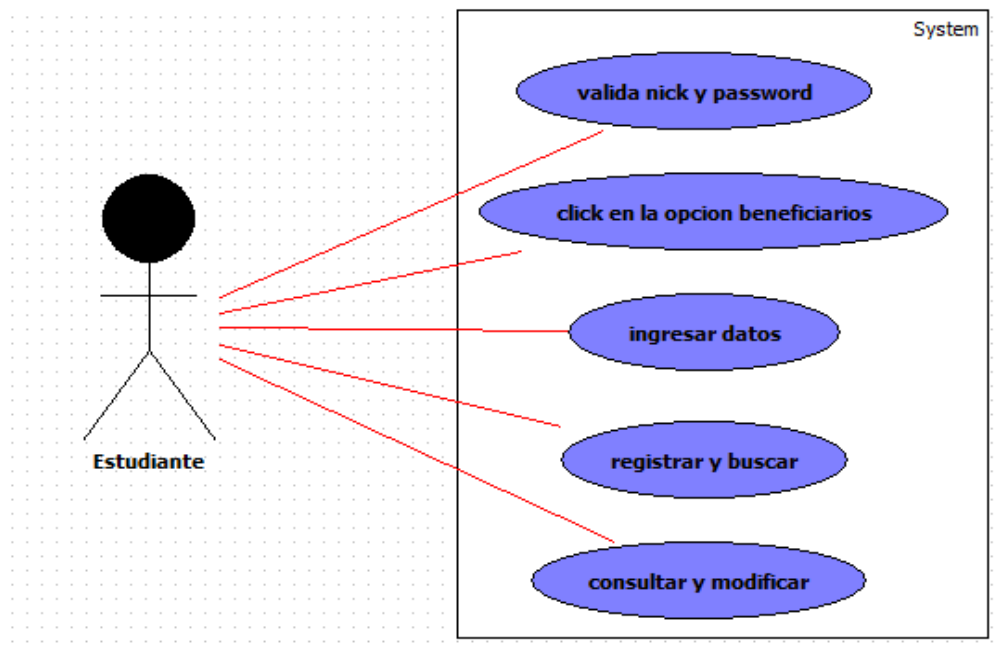 System
valida nick y password
click en la opcion beneficiarios
ingresar datos
registrar y buscar
Estudiante
consultar y modificar